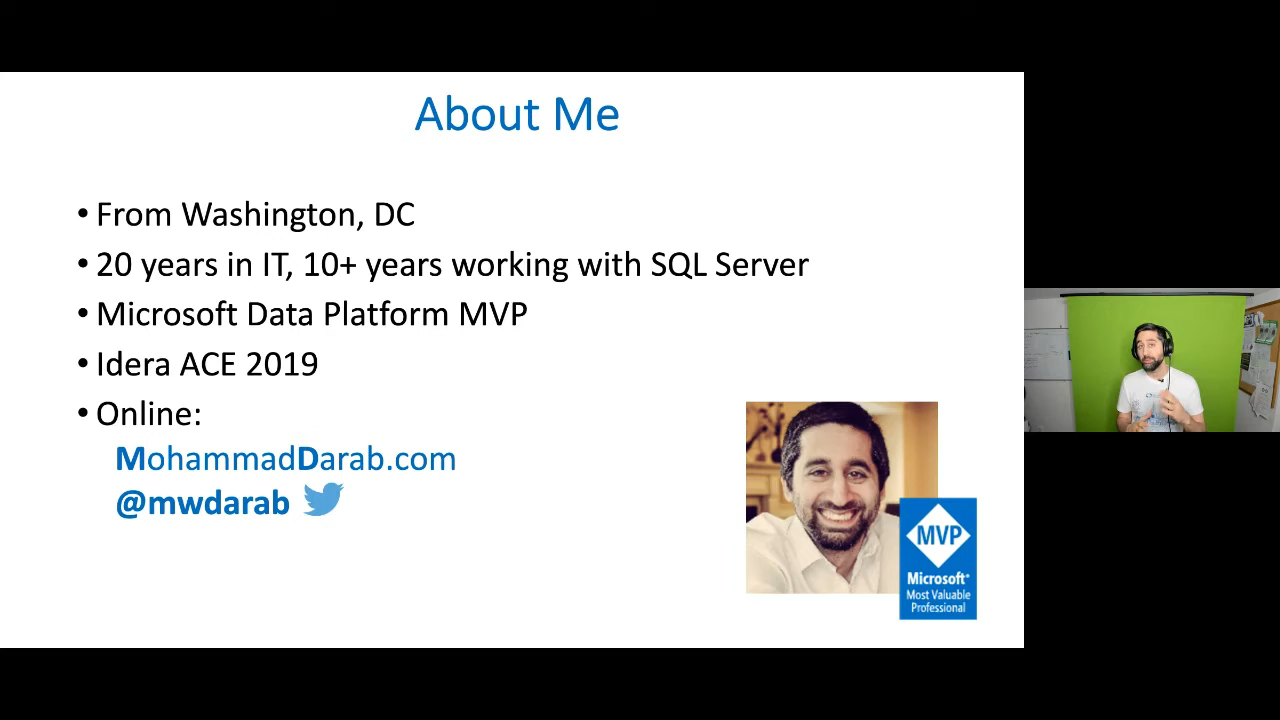 About Me
• From Washington, DC
• 20 years in IT, 10+ years working with SQL Server
• Microsoft Data Platform MVP
• Idera ACE 2019
• Online:
MohammadDarab.com
@mwdarab
MVP
Microsoft®
Most Valuable
Professional